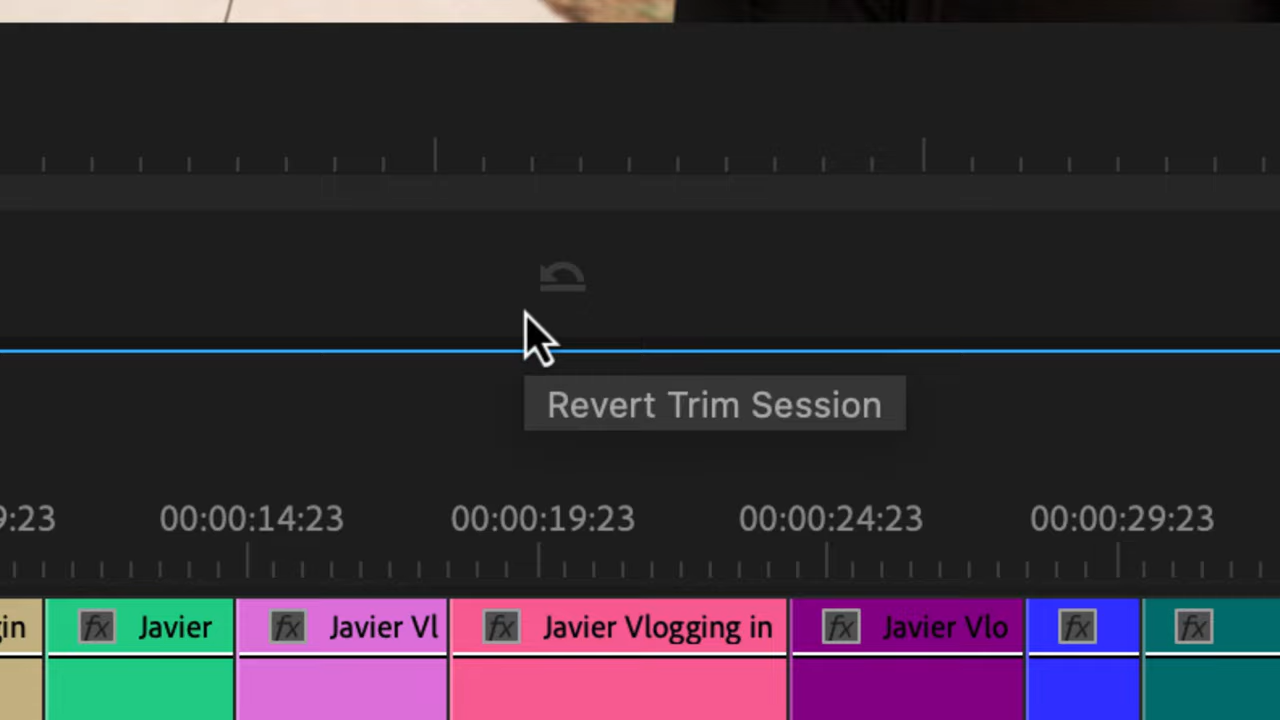 Revert Trim Session
9:23 00:00:14:23 00:00:19:23 00:00:24:23 00:00:29:23
gin fx Javier fx Javier Vl fx Javier Vlogging in fx Javier Vlo fx fx